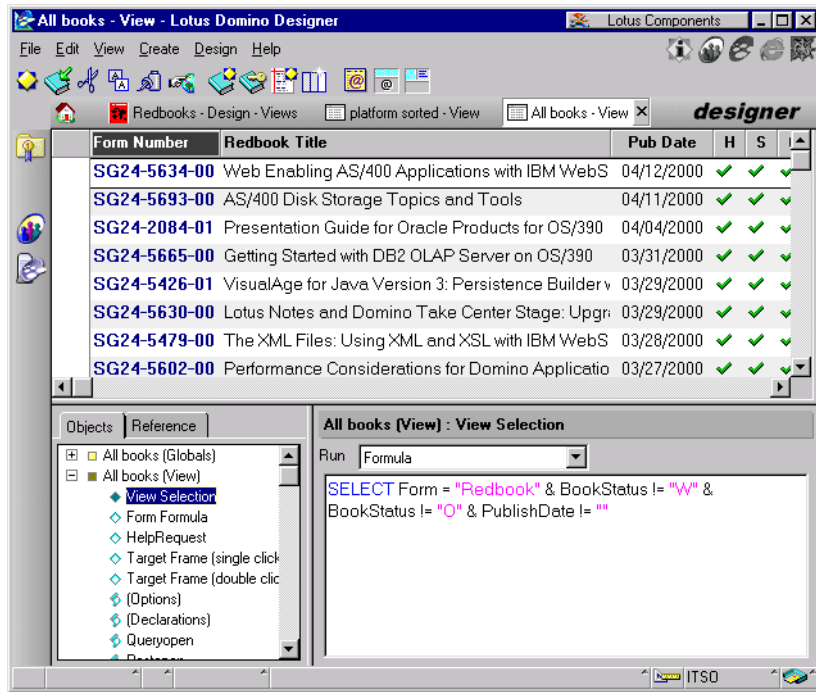 All books - View - Lotus Domino Designer
Lotus Components
File Edit View Create Design Help
Redbooks - Design - Views
platform sorted - View
All books - View
designer
Form Number Redbook Title Pub Date H S
SG24-5634-00 Web Enabling AS/400 Applications with IBM WebS 04/12/2000
SG24-5693-00 AS/400 Disk Storage Topics and Tools 04/11/2000
SG24-2084-01 Presentation Guide for Oracle Products for OS/390 04/04/2000
SG24-5665-00 Getting Started with DB2 OLAP Server on OS/390 03/31/2000
SG24-5426-01 VisualAge for Java Version 3: Persistence Builder 03/29/2000
SG24-5630-00 Lotus Notes and Domino Take Center Stage: Upgr 03/29/2000
SG24-5479-00 The XML Files: Using XML and XSL with IBM WebS 03/28/2000
SG24-5602-00 Performance Considerations for Domino Applicatio 03/27/2000
Objects Reference
All books (Globals)
All books (View)
View Selection
Form Formula
HelpRequest
Target Frame (single click
Target Frame (double clic
(Options)
(Declarations)
Queryopen
All books (View) : View Selection
Run Formula
SELECT Form = "Redbook" & BookStatus != "W" &
BookStatus != "O" & PublishDate != ""
ITSO